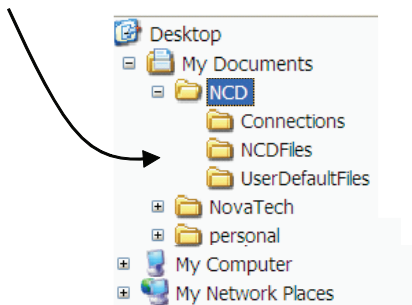 Desktop
My Documents
NCD
Connections
NCDFiles
UserDefaultFiles
NovaTech
personal
My Computer
My Network Places